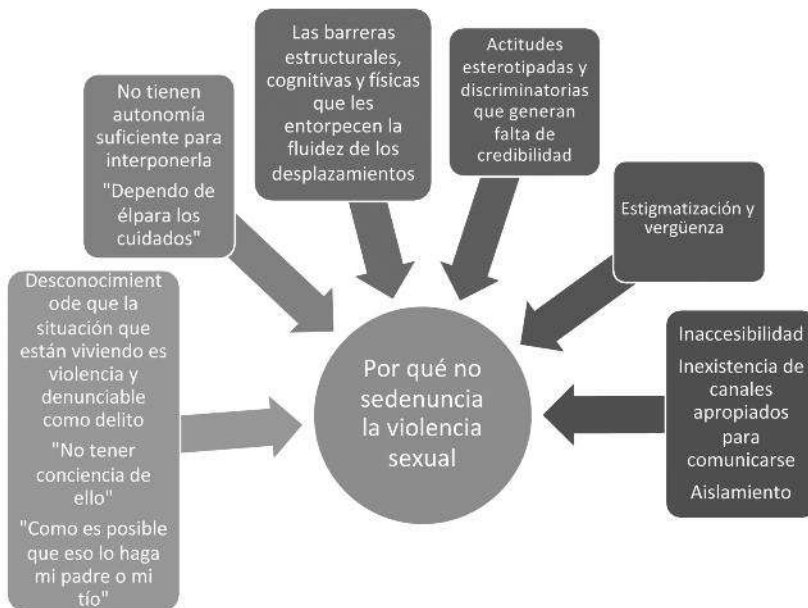 Desconocimient
ode que la
situación que
están viviendo es
violencia y
denunciable
como delito
"No tener
conciencia de
ello"
"Como es posible
que eso lo haga
mi padre o mi
tío"
No tienen
autonomía
suficiente para
interponerla
"Dependo de
élpara los
cuidados"
Las barreras
estructurales,
cognitivas y físicas
que les
entorpecen la
fluidez de los
desplazamientos
Actitudes
esterotipadas y
discriminatorias
que generan
falta de
credibilidad
Estigmatización y
vergüenza
Inaccesibilidad
Inexistencia de
canales
apropiados
para
comunicarse
Aislamiento
Por qué no
sedenuncia
la violencia
sexual